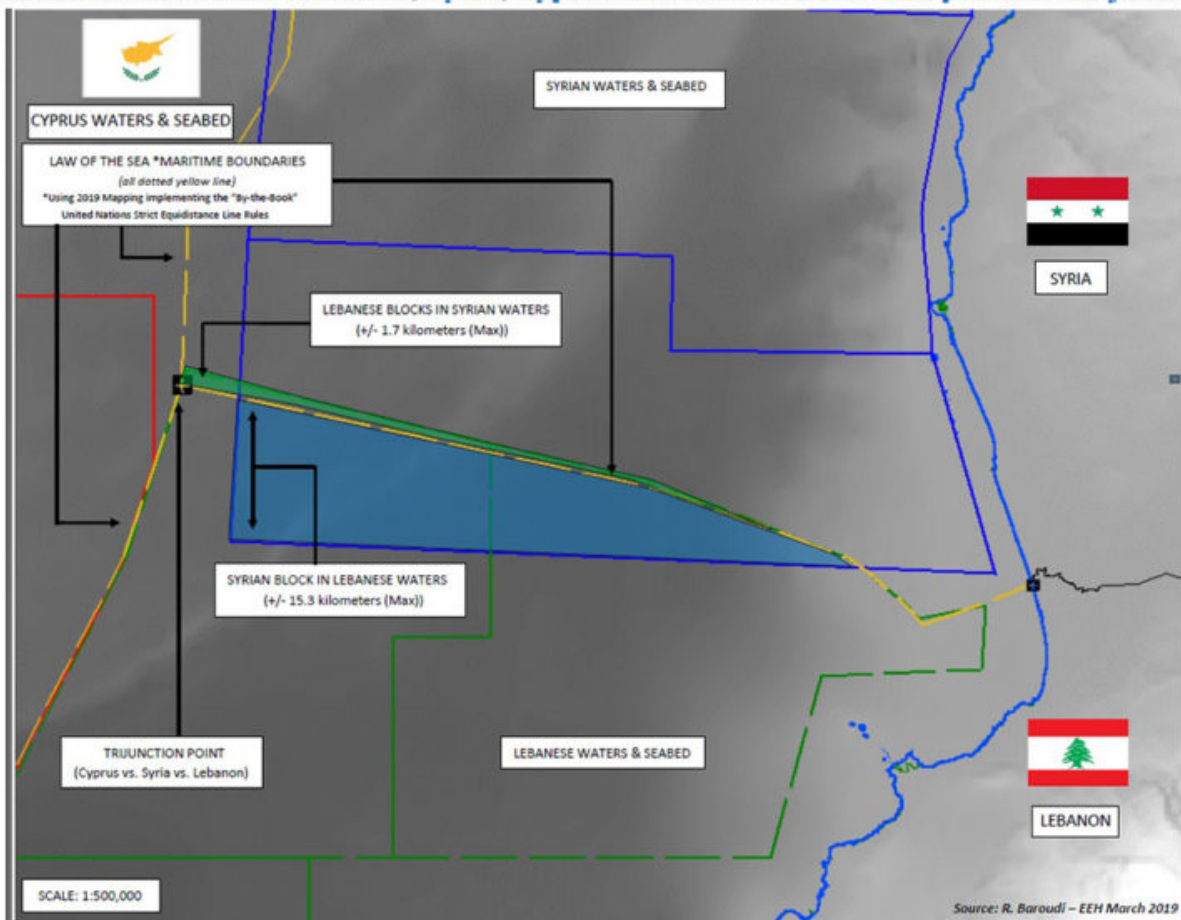 CYPRUS WATERS & SEABED
SYRIAN WATERS & SEABED
LAW OF THE SEA *MARITIME BOUNDARIES
(all dotted yellow line)
*Using 2019 Mapping implementing the "By-the-Book"
United Nations Strict Equidistance Line Rules
SYRIA
LEBANESE BLOCKS IN SYRIAN WATERS
(+/- 1.7 kilometers (Max))
SYRIAN BLOCK IN LEBANESE WATERS
(+/- 15.3 kilometers (Max))
TRIJUNCTION POINT
(Cyprus vs. Syria vs. Lebanon)
LEBANESE WATERS & SEABED
LEBANON
SCALE: 1:500,000
Source: R. Baroudi – EEH March 2019